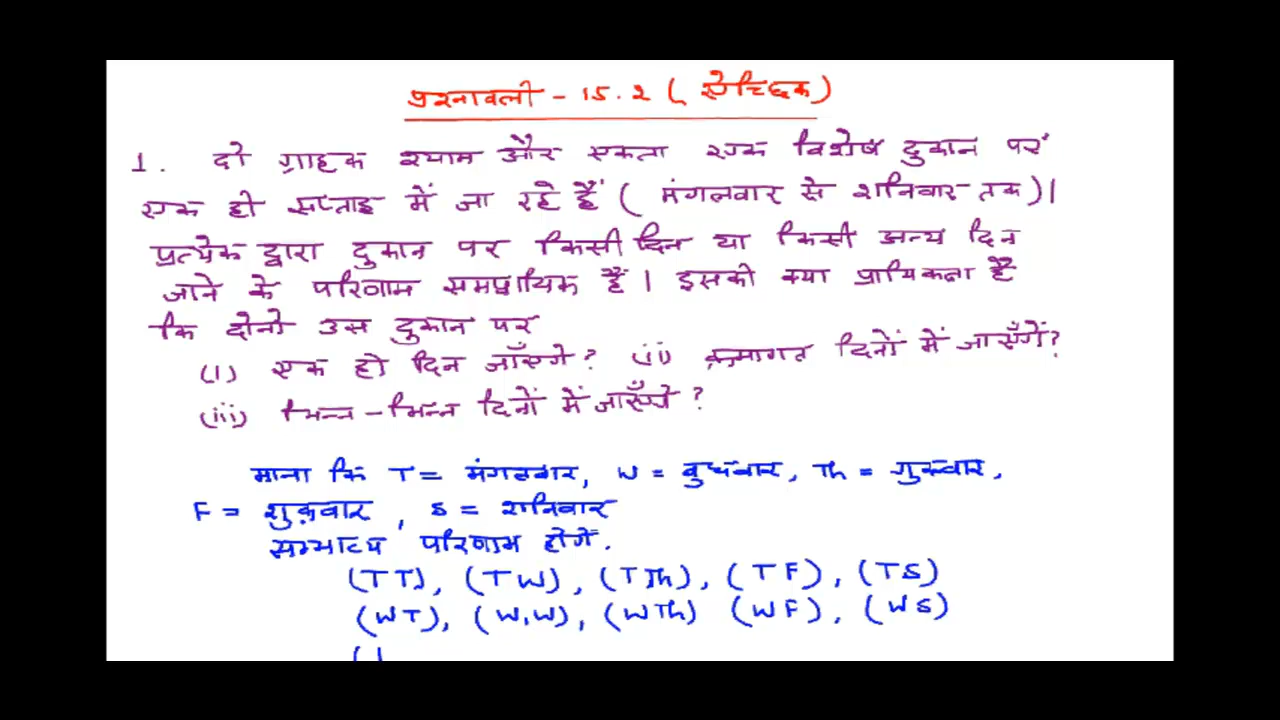 प्रश्नावली - 15.2 ( ऐच्छिक)
1. दो ग्राहक श्याम और एकता एक विशेष दुकान पर
एक ही सप्ताह में जा रहे हैं ( मंगलवार से शनिवार तक)|
प्रत्येक द्वारा दुकान पर किसी दिन या किसी अन्य दिन
जाने के परिणाम समप्रायिक हैं | इसकी क्या प्रायिकता है
कि दोनो उस दुकान पर
(i) एक ही दिन जाँएगे ? (ii) क्रमागत दिनों में जाएँगें?
(iii) भिन्न-भिन्न दिनों में जाएँगे ?
माना कि T = मंगलवार, W = बुधवार, Th = गुरुवार,
F = शुक्रवार , S = शनिवार
सम्भाव्य परिणाम होगें.
(TT), (TW), (TTh), (TF), (TS)
(WT), (W,W), (WTh) (WF), (WS)
(